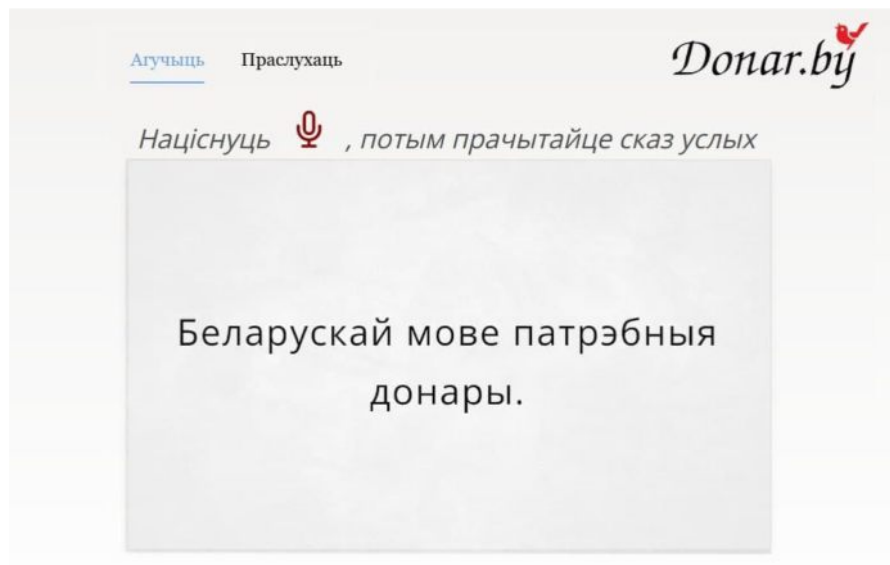 Агучыць Праслухаць
Donar.by
Націснуць , потым прачытайце сказ услых
Беларускай мове патрэбныя
донары.